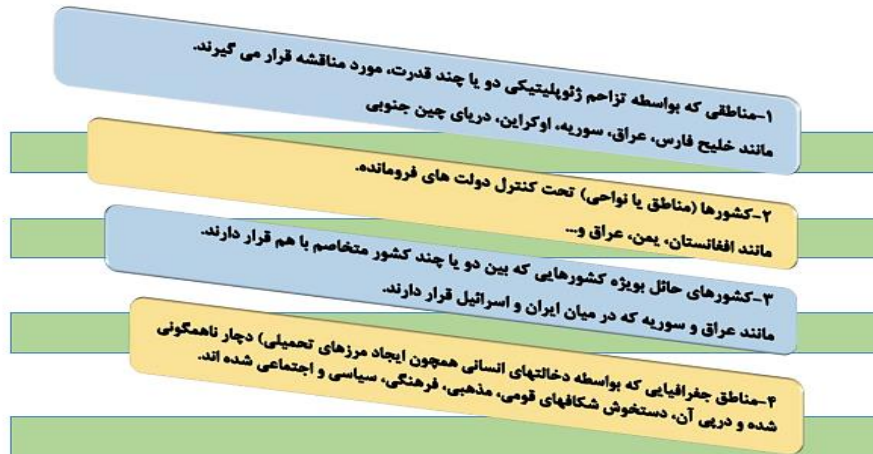 ۱-مناطقی که بواسطه تزاحم ژئوپلیتیکی دو یا چند قدرت، مورد مناقشه قرار می گیرند.
مانند خلیج فارس، عراق، سوریه، اوکراین، دریای چین جنوبی
۲-کشورها (مناطق یا نواحی) تحت کنترل دولت های فرومانده.
مانند افغانستان، یمن، عراق و...
۳-کشورهای حائل بویژه کشورهایی که بین دو یا چند کشور متخاصم با هم قرار دارند.
مانند عراق و سوریه که در میان ایران و اسرائیل قرار دارند.
۴-مناطق جغرافیایی که بواسطه دخالتهای انسانی همچون ایجاد مرزهای تحمیلی) دچار ناهمگونی
شده و درپی آن، دستخوش شکافهای قومی، مذهبی، فرهنگی، سیاسی و اجتماعی شده اند.